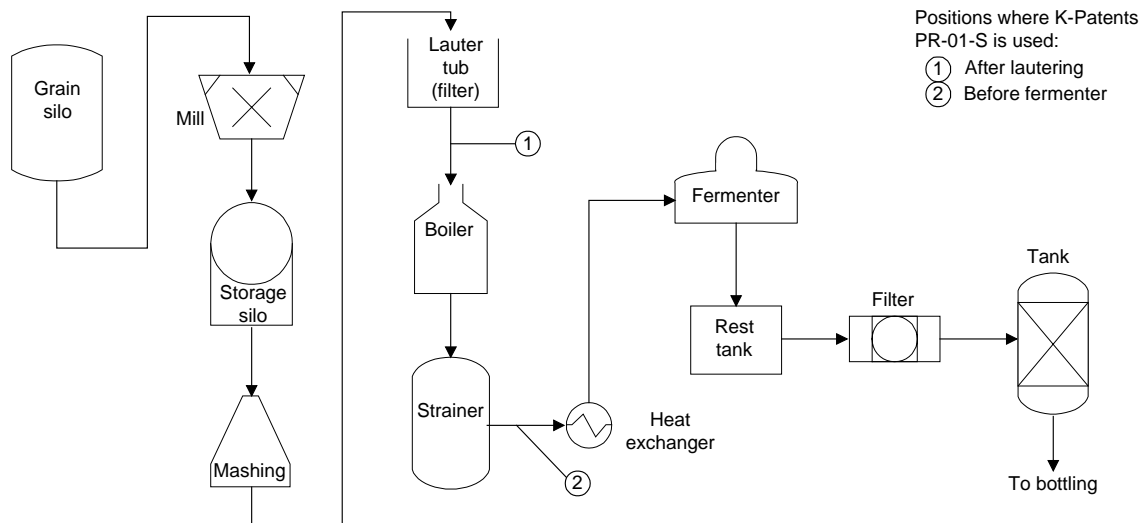 Positions where K-Patents
PR-01-S is used:
1 After lautering
2 Before fermenter
Grain
silo
Mill
Storage
silo
Mashing
Lauter
tub
(filter)
1
Boiler
Strainer
2
Heat
exchanger
Fermenter
Rest
tank
Filter
Tank
To bottling